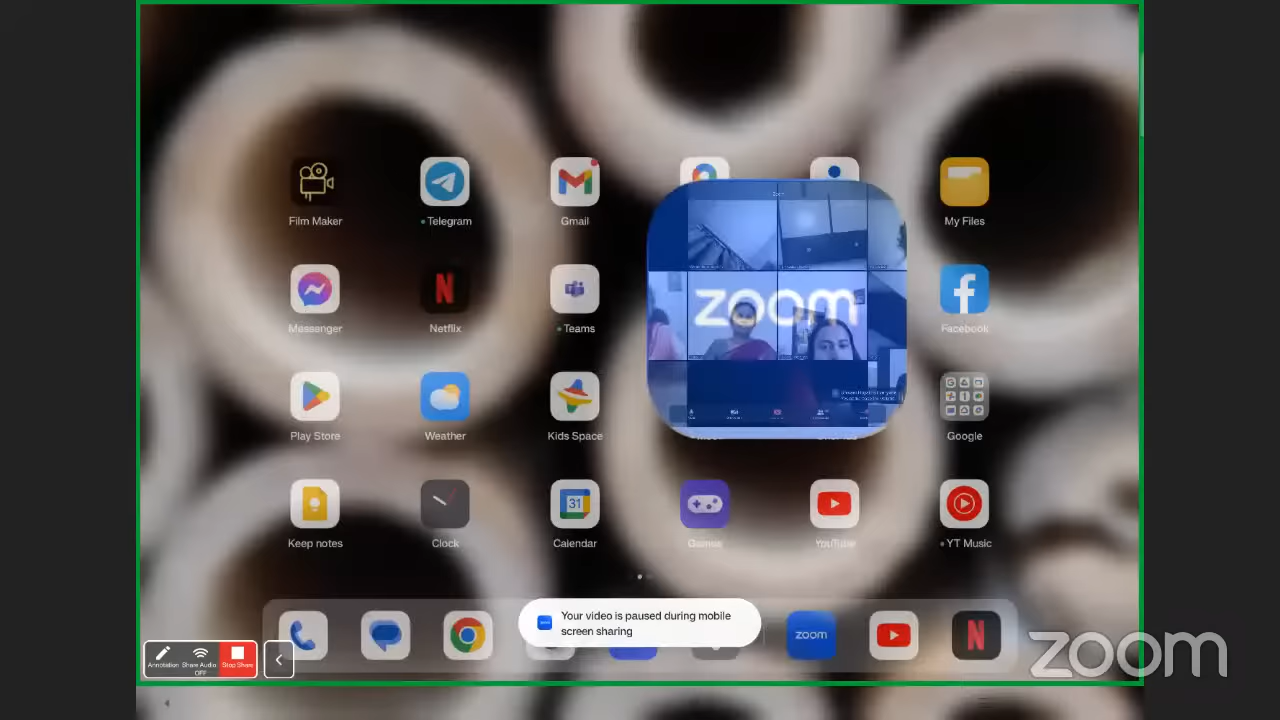 Film Maker
Telegram
Gmail
My Files
zoom
Messenger
Netflix
Teams
Facebook
Play Store
Weather
Kids Space
Google
31
Keep notes
Clock
Calendar
Games
YouTube
YT Music
Your video is paused during mobile
screen sharing
zoom
Annotation
Share Audio
OFF
Stop Share
zoom